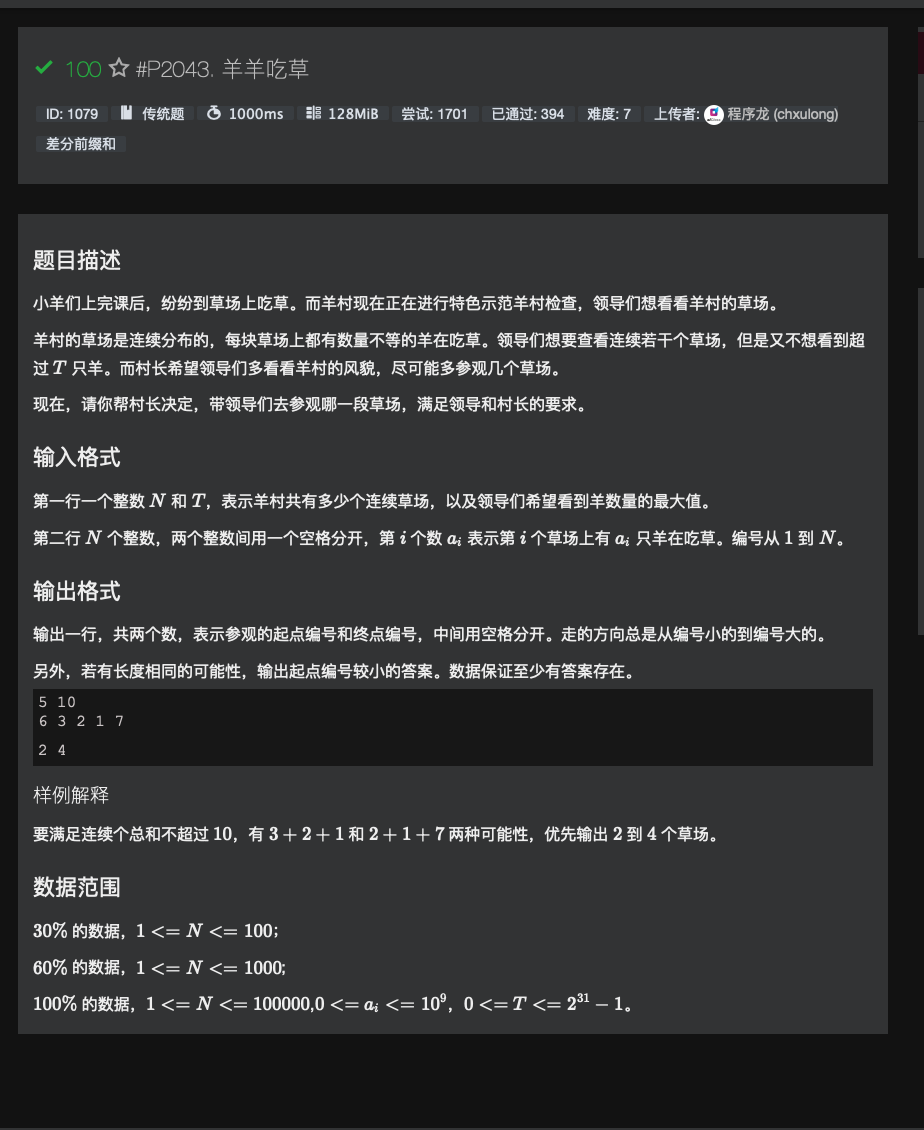 100 #P2043. 羊羊吃草
ID: 1079 传统题 1000ms 128MiB 尝试: 1701 已通过: 394 难度: 7 上传者: 程序龙 (chxulong)
差分前缀和
题目描述
小羊们上完课后，纷纷到草场上吃草。而羊村现在正在进行特色示范羊村检查，领导们想看看羊村的草场。
羊村的草场是连续分布的，每块草场上都有数量不等的羊在吃草。领导们想要查看连续若干个草场，但是又不想看到超
过 T 只羊。而村长希望领导们多看看羊村的风貌，尽可能多参观几个草场。
现在，请你帮村长决定，带领导们去参观哪一段草场，满足领导和村长的要求。
输入格式
第一行一个整数 N 和 T，表示羊村共有多少个连续草场，以及领导们希望看到羊数量的最大值。
第二行 N 个整数，两个整数间用一个空格分开，第 i 个数 a_i 表示第 i 个草场上有 a_i 只羊在吃草。编号从 1 到 N。
输出格式
输出一行，共两个数，表示参观的起点编号和终点编号，中间用空格分开。走的方向总是从编号小的到编号大的。
另外，若有长度相同的可能性，输出起点编号较小的答案。数据保证至少有答案存在。
5 10
6 3 2 1 7
2 4
样例解释
要满足连续个总和不超过 10，有 3 + 2 + 1 和 2 + 1 + 7 两种可能性，优先输出 2 到 4 个草场。
数据范围
30% 的数据，1 <= N <= 100；
60% 的数据，1 <= N <= 1000;
100% 的数据，1 <= N <= 100000,0 <= a_i <= 10^9，0 <= T <= 2^31 − 1。